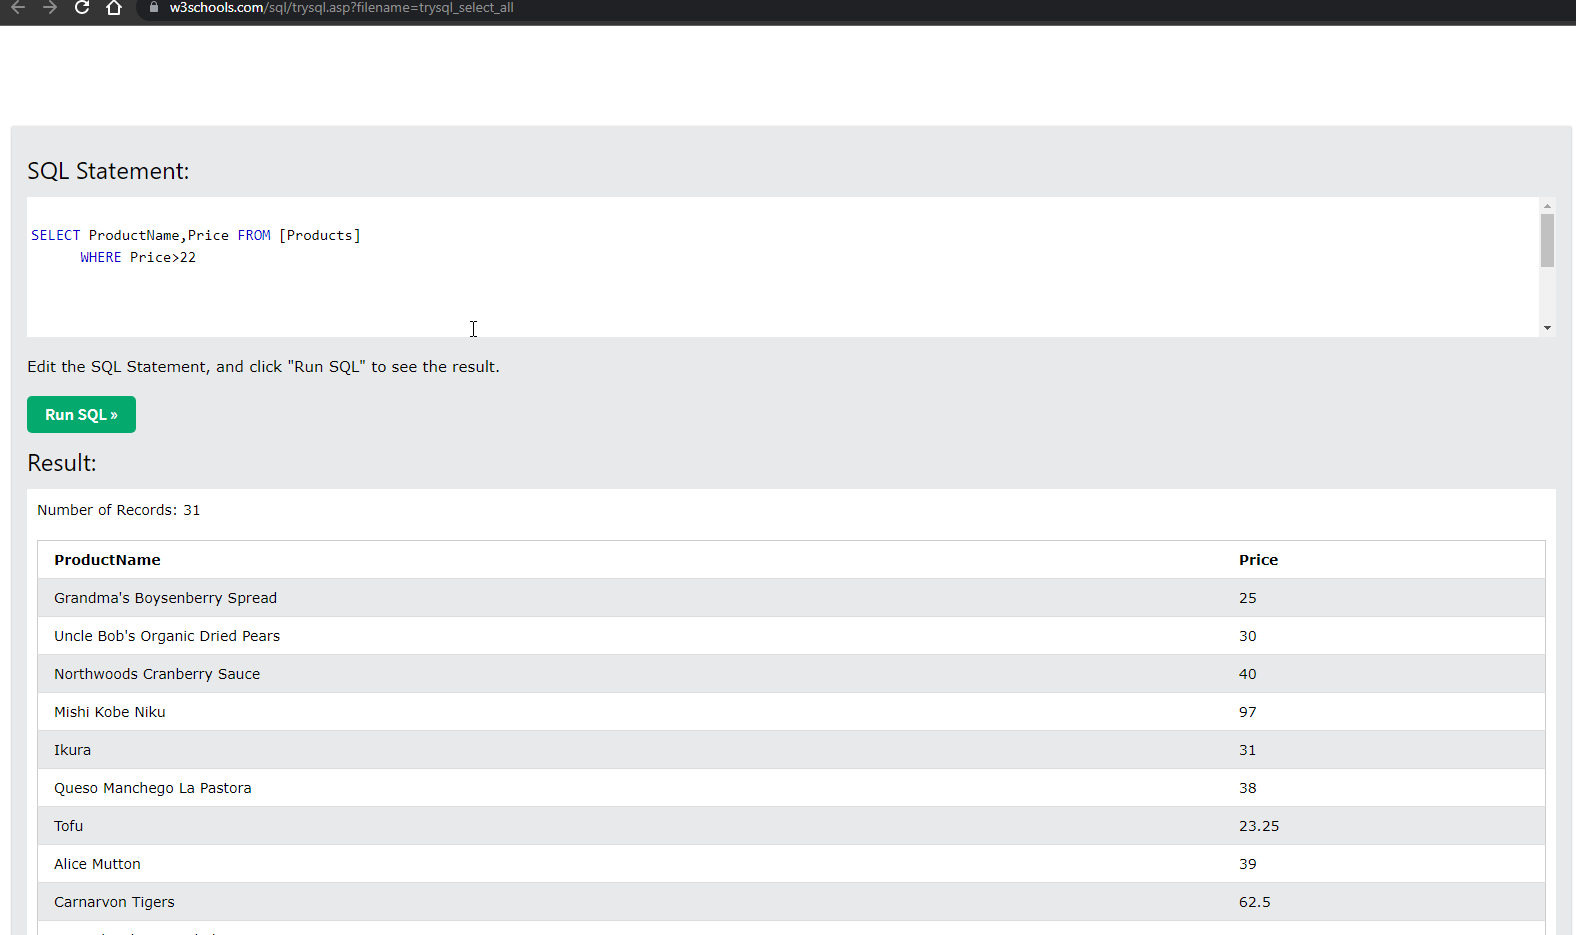 w3schools.com/sql/trysql.asp?filename=trysql_select_all
SQL Statement:
SELECT ProductName,Price FROM [Products]
WHERE Price>22
Edit the SQL Statement, and click "Run SQL" to see the result.
Run SQL »
Result:
Number of Records: 31
ProductName Price
Grandma's Boysenberry Spread 25
Uncle Bob's Organic Dried Pears 30
Northwoods Cranberry Sauce 40
Mishi Kobe Niku 97
Ikura 31
Queso Manchego La Pastora 38
Tofu 23.25
Alice Mutton 39
Carnarvon Tigers 62.5